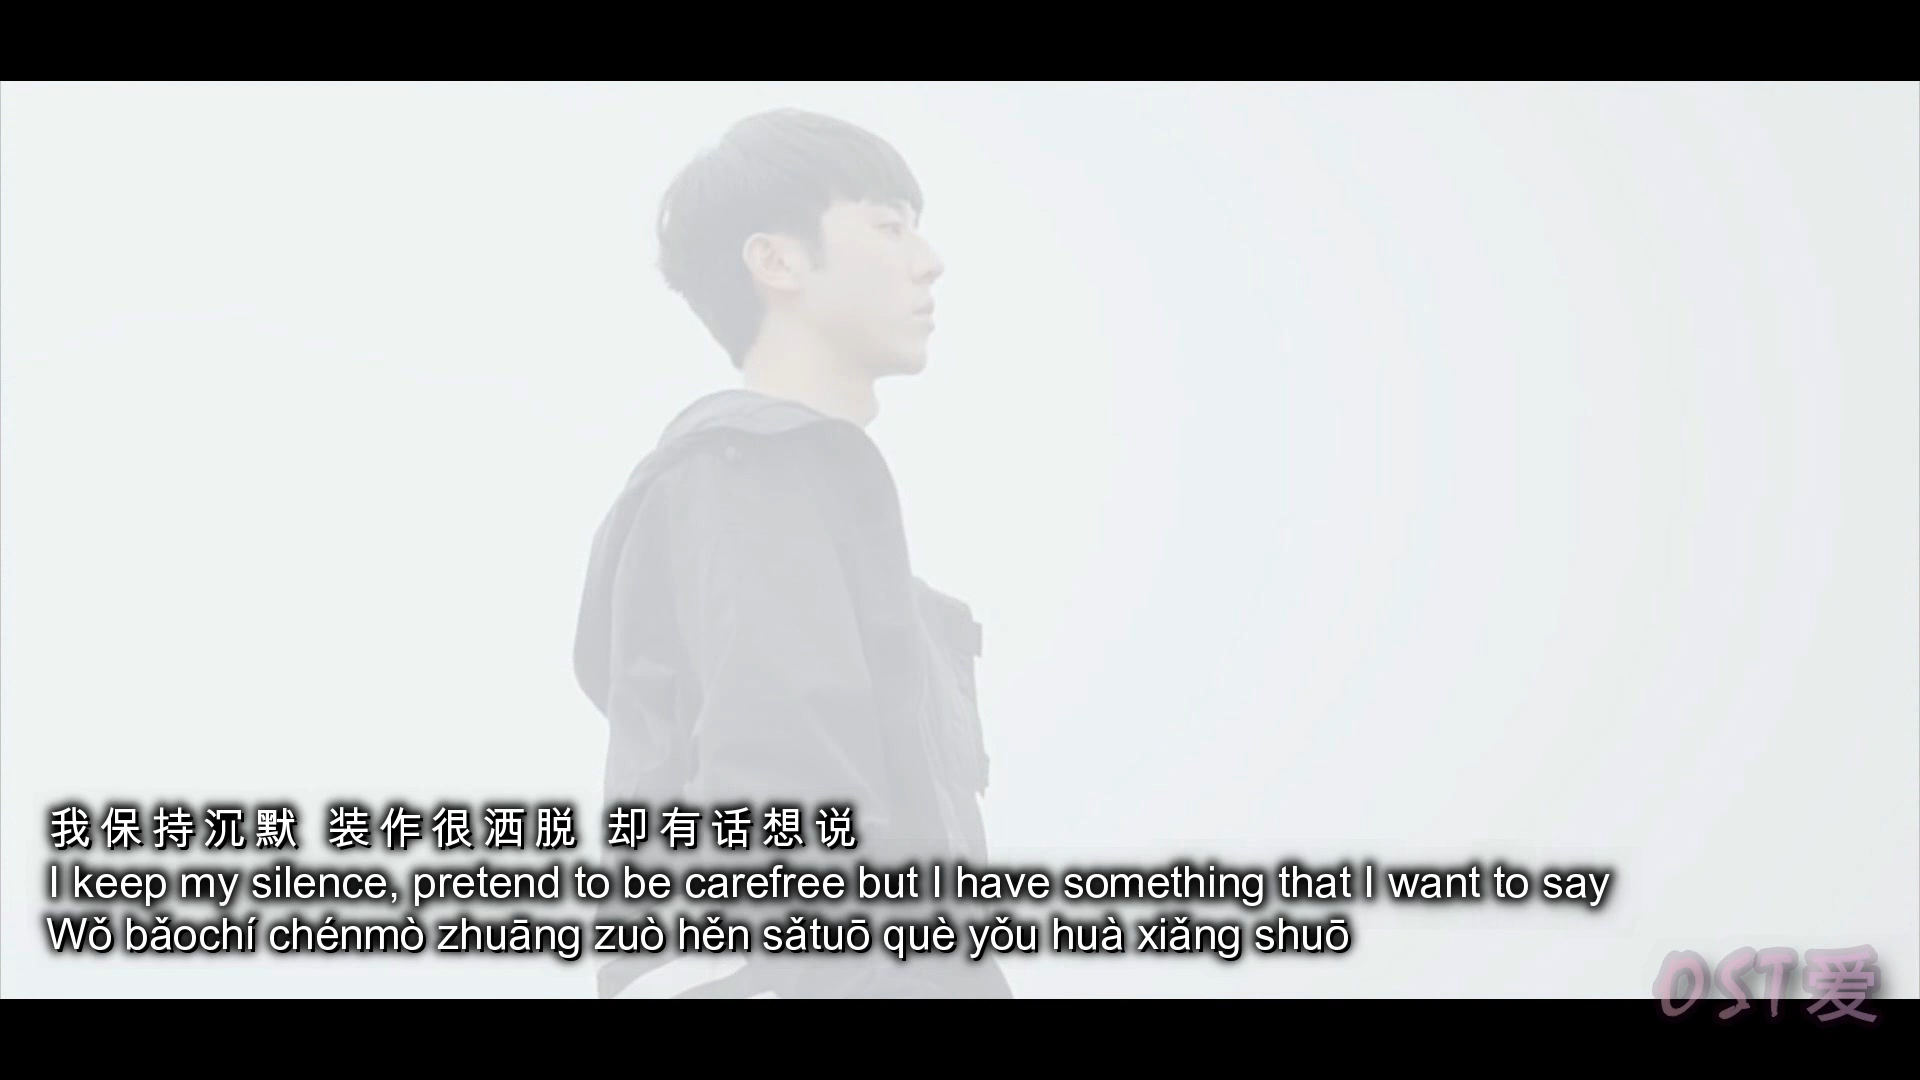 我保持沉默 装作很洒脱 却有话想说
I keep my silence, pretend to be carefree but I have something that I want to say
Wǒ bǎochí chénmò zhuāng zuò hěn sǎtuō què yǒu huà xiǎng shuō
OST爱